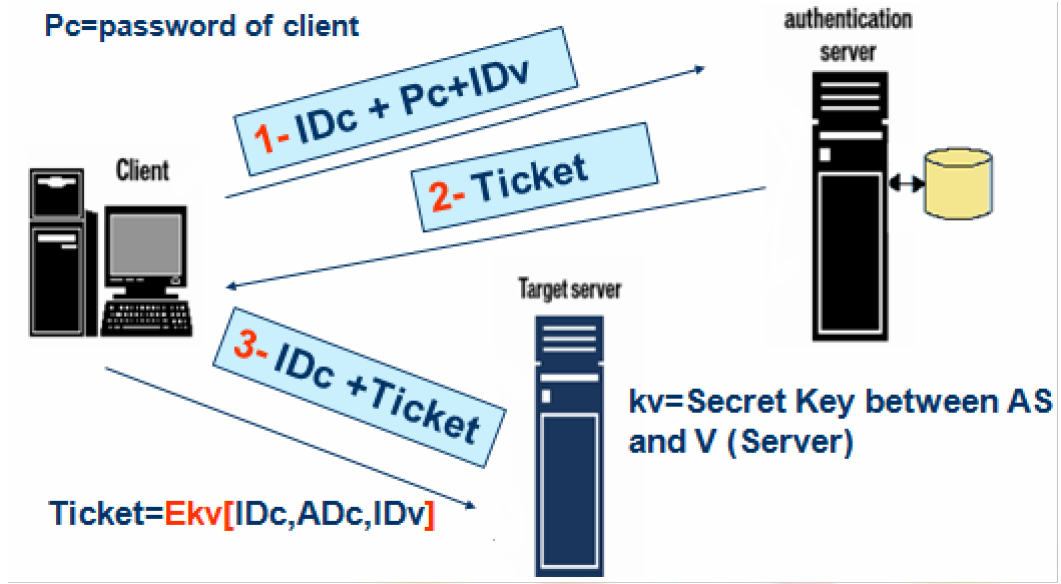 Pc=password of client
authentication
server
1- IDc + Pc+IDv
Client
2- Ticket
Target server
3- IDc +Ticket
kv=Secret Key between AS
and V (Server)
Ticket=Ekv[IDc,ADc,IDv]